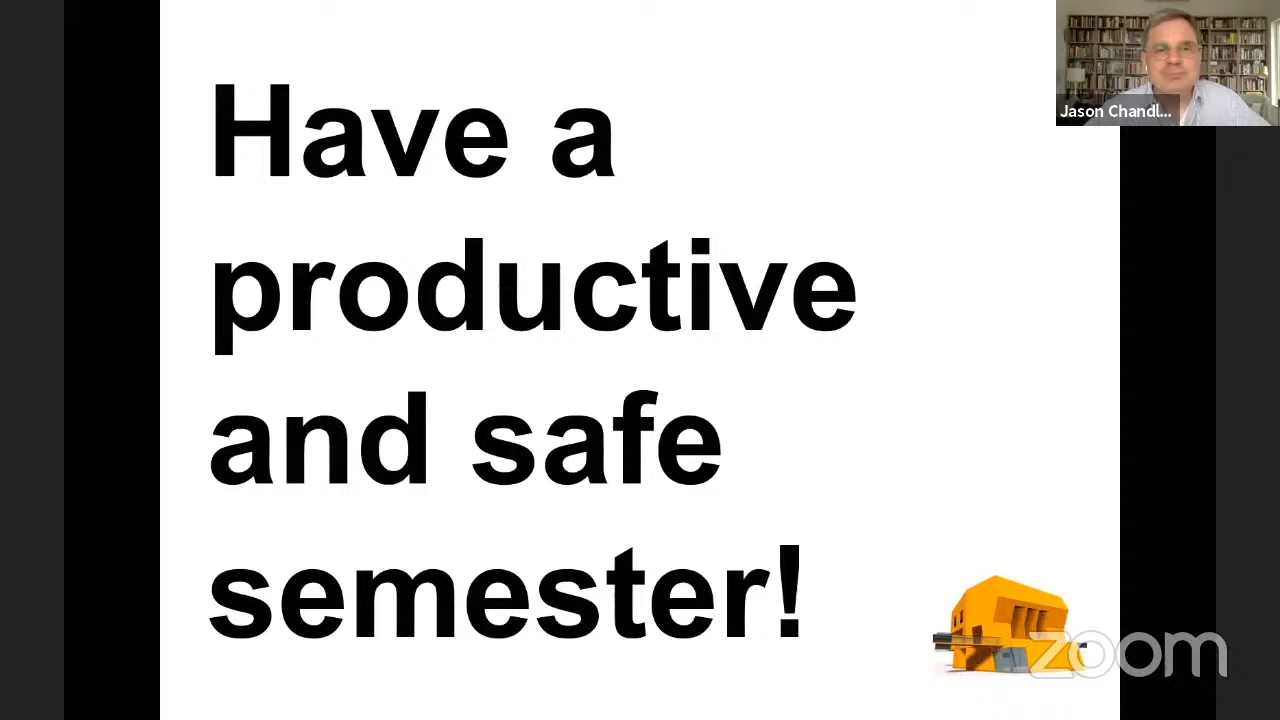 Have a
productive
and safe
semester!
Jason Chandl...
zoom